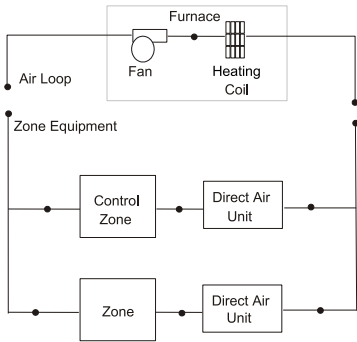 Furnace
Fan
Heating
Coil
Air Loop
Zone Equipment
Control
Zone
Direct Air
Unit
Zone
Direct Air
Unit